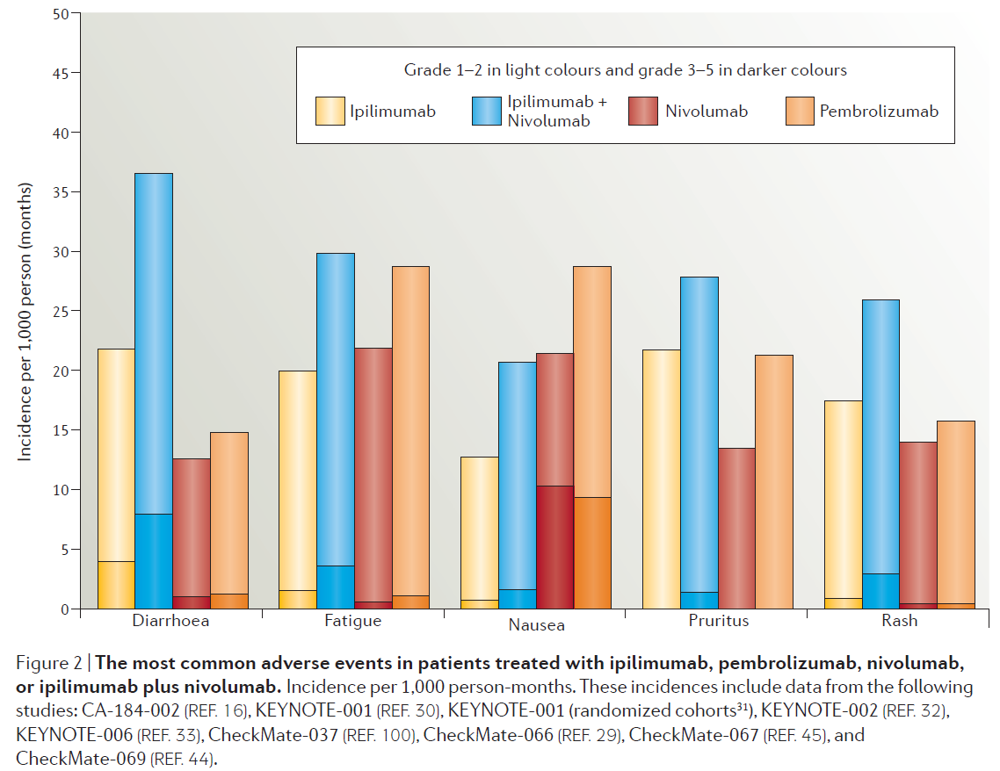 50
45
40
35
30
25
20
15
10
5
0
Incidence per 1,000 person (months)
Grade 1–2 in light colours and grade 3–5 in darker colours
Ipilimumab
Ipilimumab +
Nivolumab
Nivolumab
Pembrolizumab
Diarrhoea
Fatigue
Nausea
Pruritus
Rash
Figure 2 | The most common adverse events in patients treated with ipilimumab, pembrolizumab, nivolumab,
or ipilimumab plus nivolumab. Incidence per 1,000 person-months. These incidences include data from the following
studies: CA-184-002 (REF. 16), KEYNOTE-001 (REF. 30), KEYNOTE-001 (randomized cohorts³¹), KEYNOTE-002 (REF. 32),
KEYNOTE-006 (REF. 33), CheckMate-037 (REF. 100), CheckMate-066 (REF. 29), CheckMate-067 (REF. 45), and
CheckMate-069 (REF. 44).